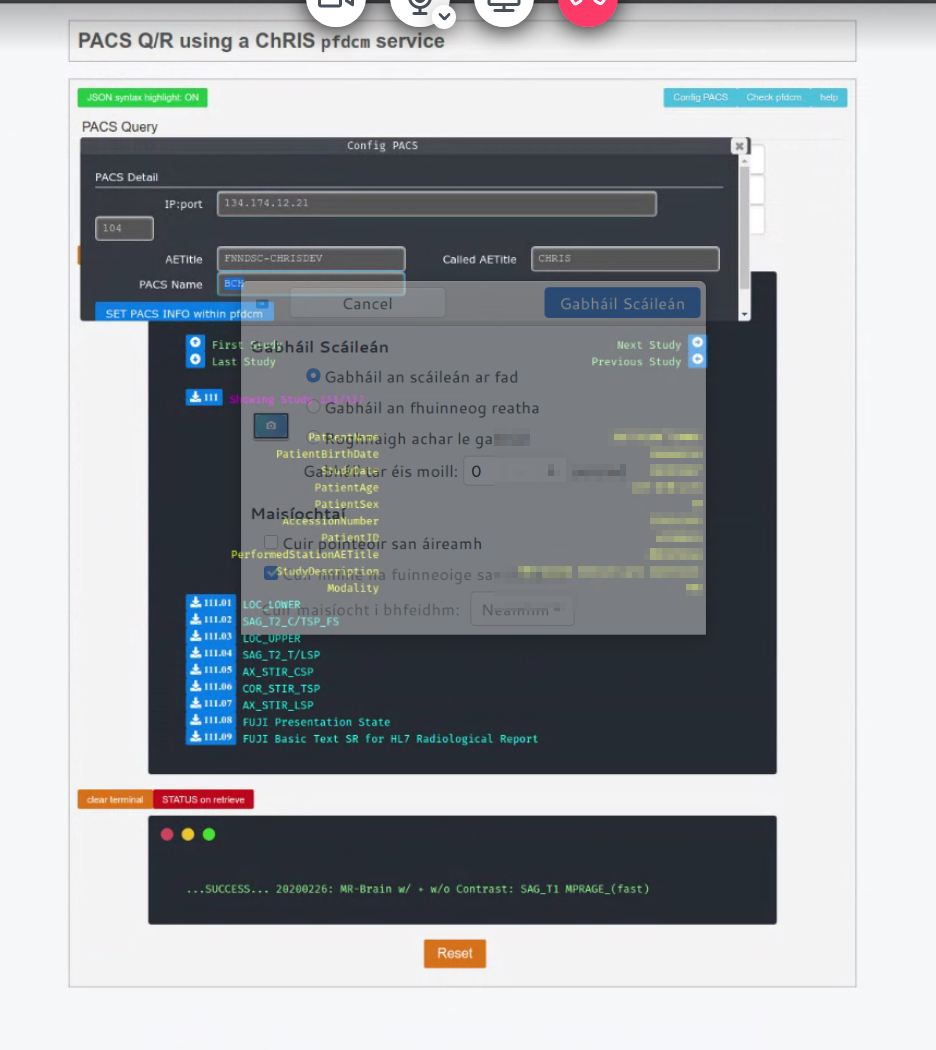 PACS Q/R using a ChRIS pfdcm service
JSON syntax highlight: ON
Config PACS Check pfdcm help
PACS Query
Config PACS
PACS Detail
IP:port 134.174.12.21
104
AETitle FNNDSC-CHRISDEV Called AETitle CHRIS
PACS Name BCH
SET PACS INFO within pfdcm
Cancel Gabháil Scáileán
First Study Next Study
Last Study Previous Study
Gabháil Scáileán
Gabháil an scáileán ar fad
111 Showing Study
Gabháil an fhuinneog reatha
PatientName
Roghnaigh achar le
PatientBirthDate
StudyDate
Gabháil tar éis moill: 0
PatientAge
PatientSex
Maisíochtaí
AccessionNumber
PatientID
Cuir pointeoir san áireamh
PerformedStationAETitle
StudyDescription
Cuir imlíne na fuinneoige
Modality
111.01 LOC_LOWER
Cuir maisíocht i bhfeidhm:
111.02 SAG_T2_C/TSP_FS
111.03 LOC_UPPER
111.04 SAG_T2_T/LSP
111.05 AX_STIR_CSP
111.06 COR_STIR_TSP
111.07 AX_STIR_LSP
111.08 FUJI Presentation State
111.09 FUJI Basic Text SR for HL7 Radiological Report
clear terminal STATUS on retrieve
...SUCCESS... 20200226: MR-Brain w/ + w/o Contrast: SAG_T1 MPRAGE_(fast)
Reset